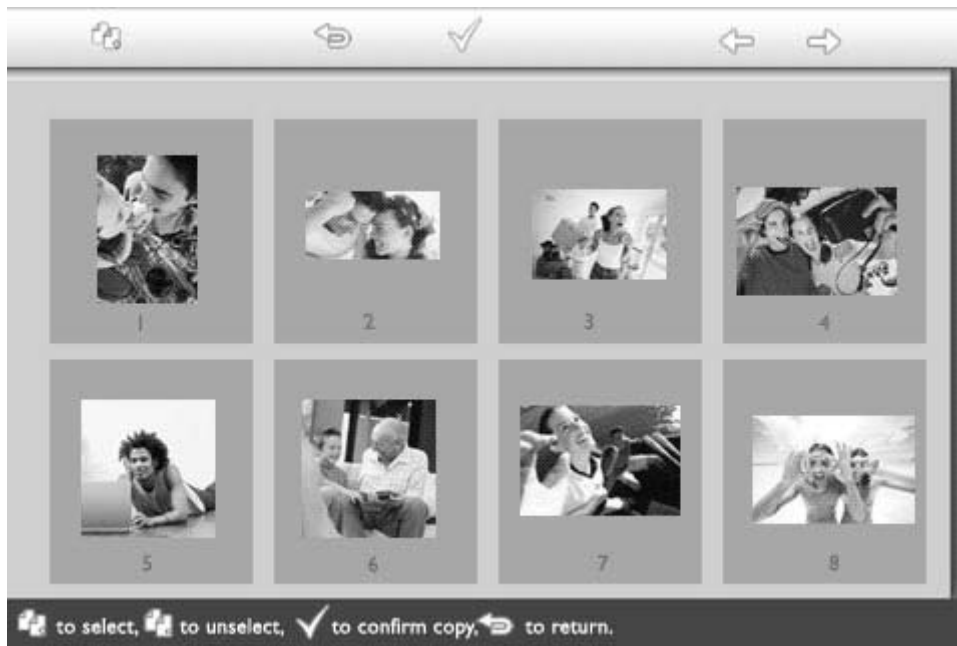 1 2 3 4
5 6 7 8
to select, to unselect, to confirm copy, to return.